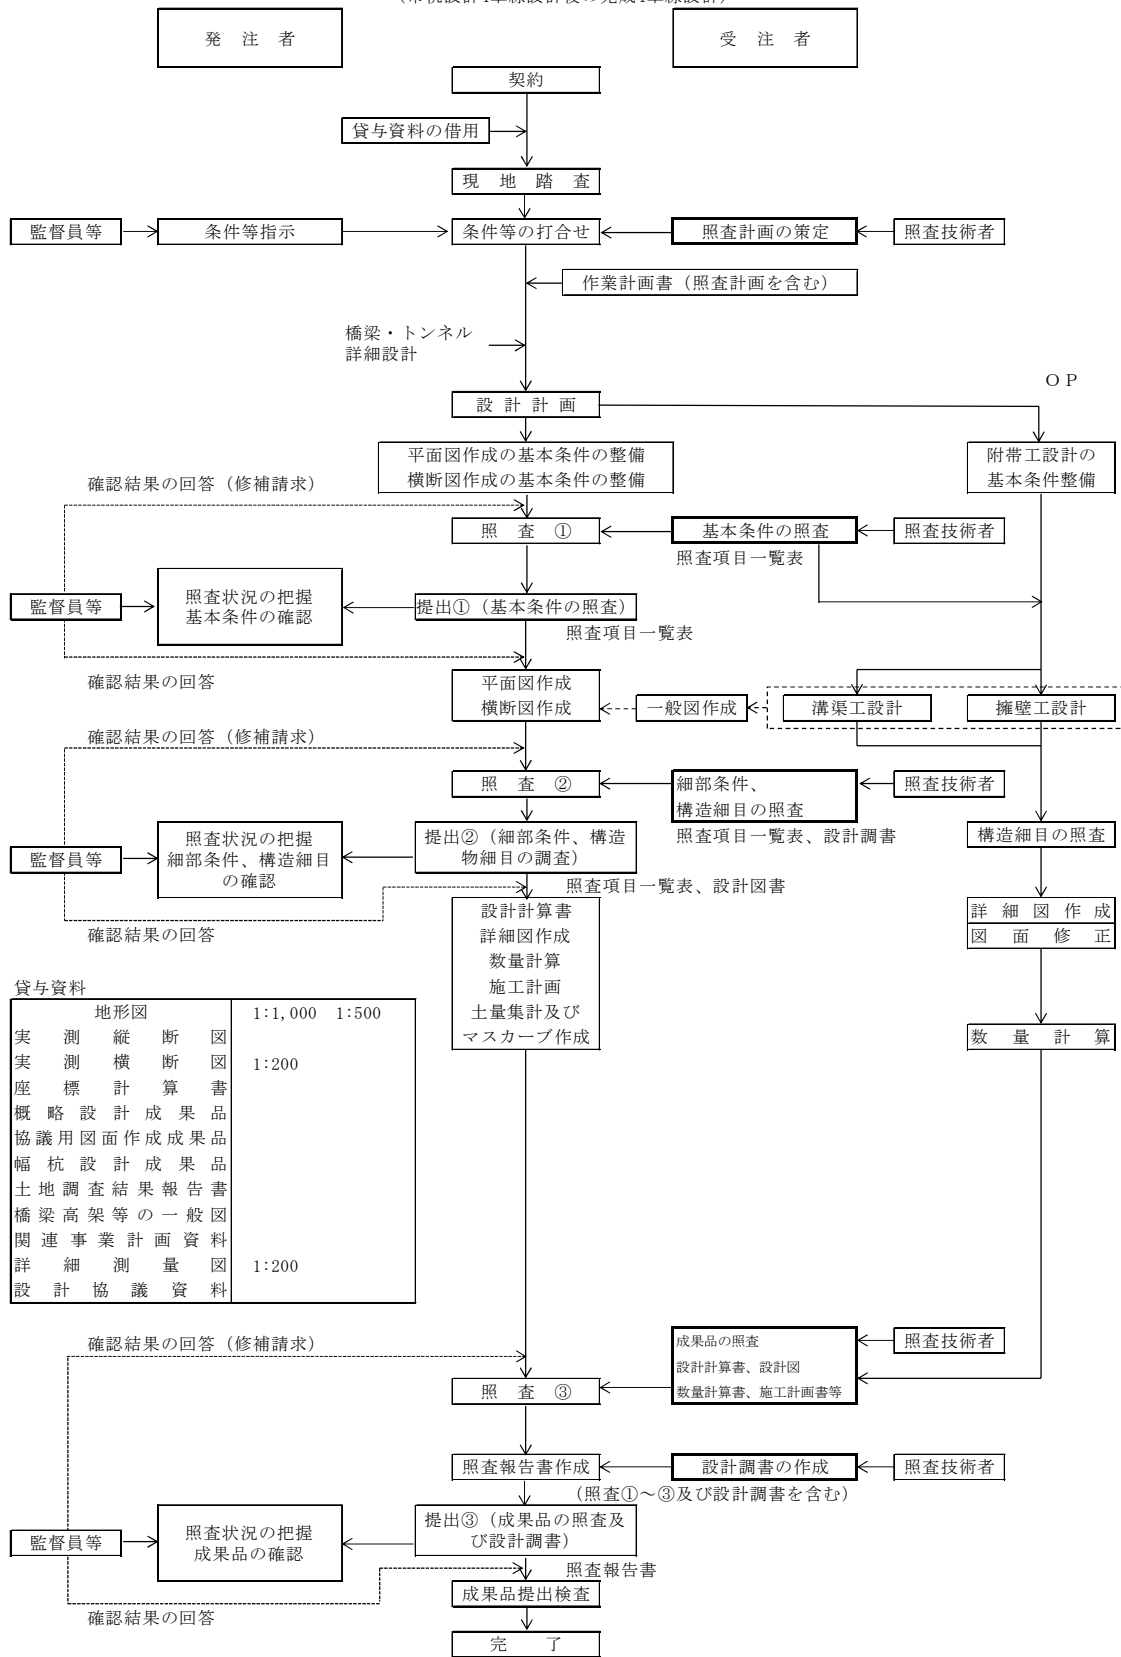 発 注 者
受 注 者
契約
貸与資料の借用
現 地 踏 査
監督員等
条件等指示
条件等の打合せ
照査計画の策定
照査技術者
作業計画書（照査計画を含む）
橋梁・トンネル
詳細設計
ＯＰ
設 計 計 画
平面図作成の基本条件の整備
横断図作成の基本条件の整備
附帯工設計の
基本条件整備
確認結果の回答（修補請求）
照 査 ①
基本条件の照査
照査技術者
照査項目一覧表
監督員等
照査状況の把握
基本条件の確認
提出①（基本条件の照査）
照査項目一覧表
確認結果の回答
平面図作成
横断図作成
一般図作成
溝渠工設計
擁壁工設計
確認結果の回答（修補請求）
照 査 ②
細部条件、
構造細目の照査
照査技術者
照査項目一覧表、設計調書
構造細目の照査
監督員等
照査状況の把握
細部条件、構造細目
の確認
提出②（細部条件、構造
物細目の調査）
照査項目一覧表、設計図書
確認結果の回答
設計計算書
詳細図作成
数量計算
施工計画
土量集計及び
マスカーブ作成
詳 細 図 作 成
図 面 修 正
数 量 計 算
貸与資料
地形図 1:1,000 1:500
実 測 縦 断 図
実 測 横 断 図 1:200
座 標 計 算 書
概 略 設 計 成 果 品
協議用図面作成成果品
幅 杭 設 計 成 果 品
土地調査結果報告書
橋梁高架等の一般図
関連事業計画資料
詳 細 測 量 図 1:200
設 計 協 議 資 料
確認結果の回答（修補請求）
成果品の照査
設計計算書、設計図
数量計算書、施工計画書等
照査技術者
照 査 ③
照査報告書作成
設計調書の作成
照査技術者
（照査①～③及び設計調書を含む）
監督員等
照査状況の把握
成果品の確認
提出③（成果品の照査及
び設計調書）
照査報告書
成果品提出検査
確認結果の回答
完 了